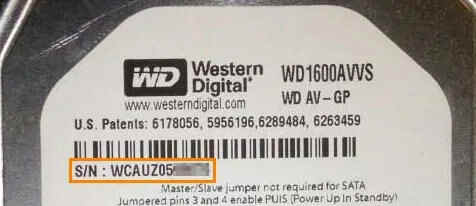 WD Western Digital® WD1600AVVS
www.westerndigital.com WD AV-GP
U.S. Patents: 6178056, 5956196,6289484, 6263459
S/N : WCAUZ05
Master/Slave jumper not required for SATA
Jumpered pins 3 and 4 enable PUIS (Power Up In Standby)